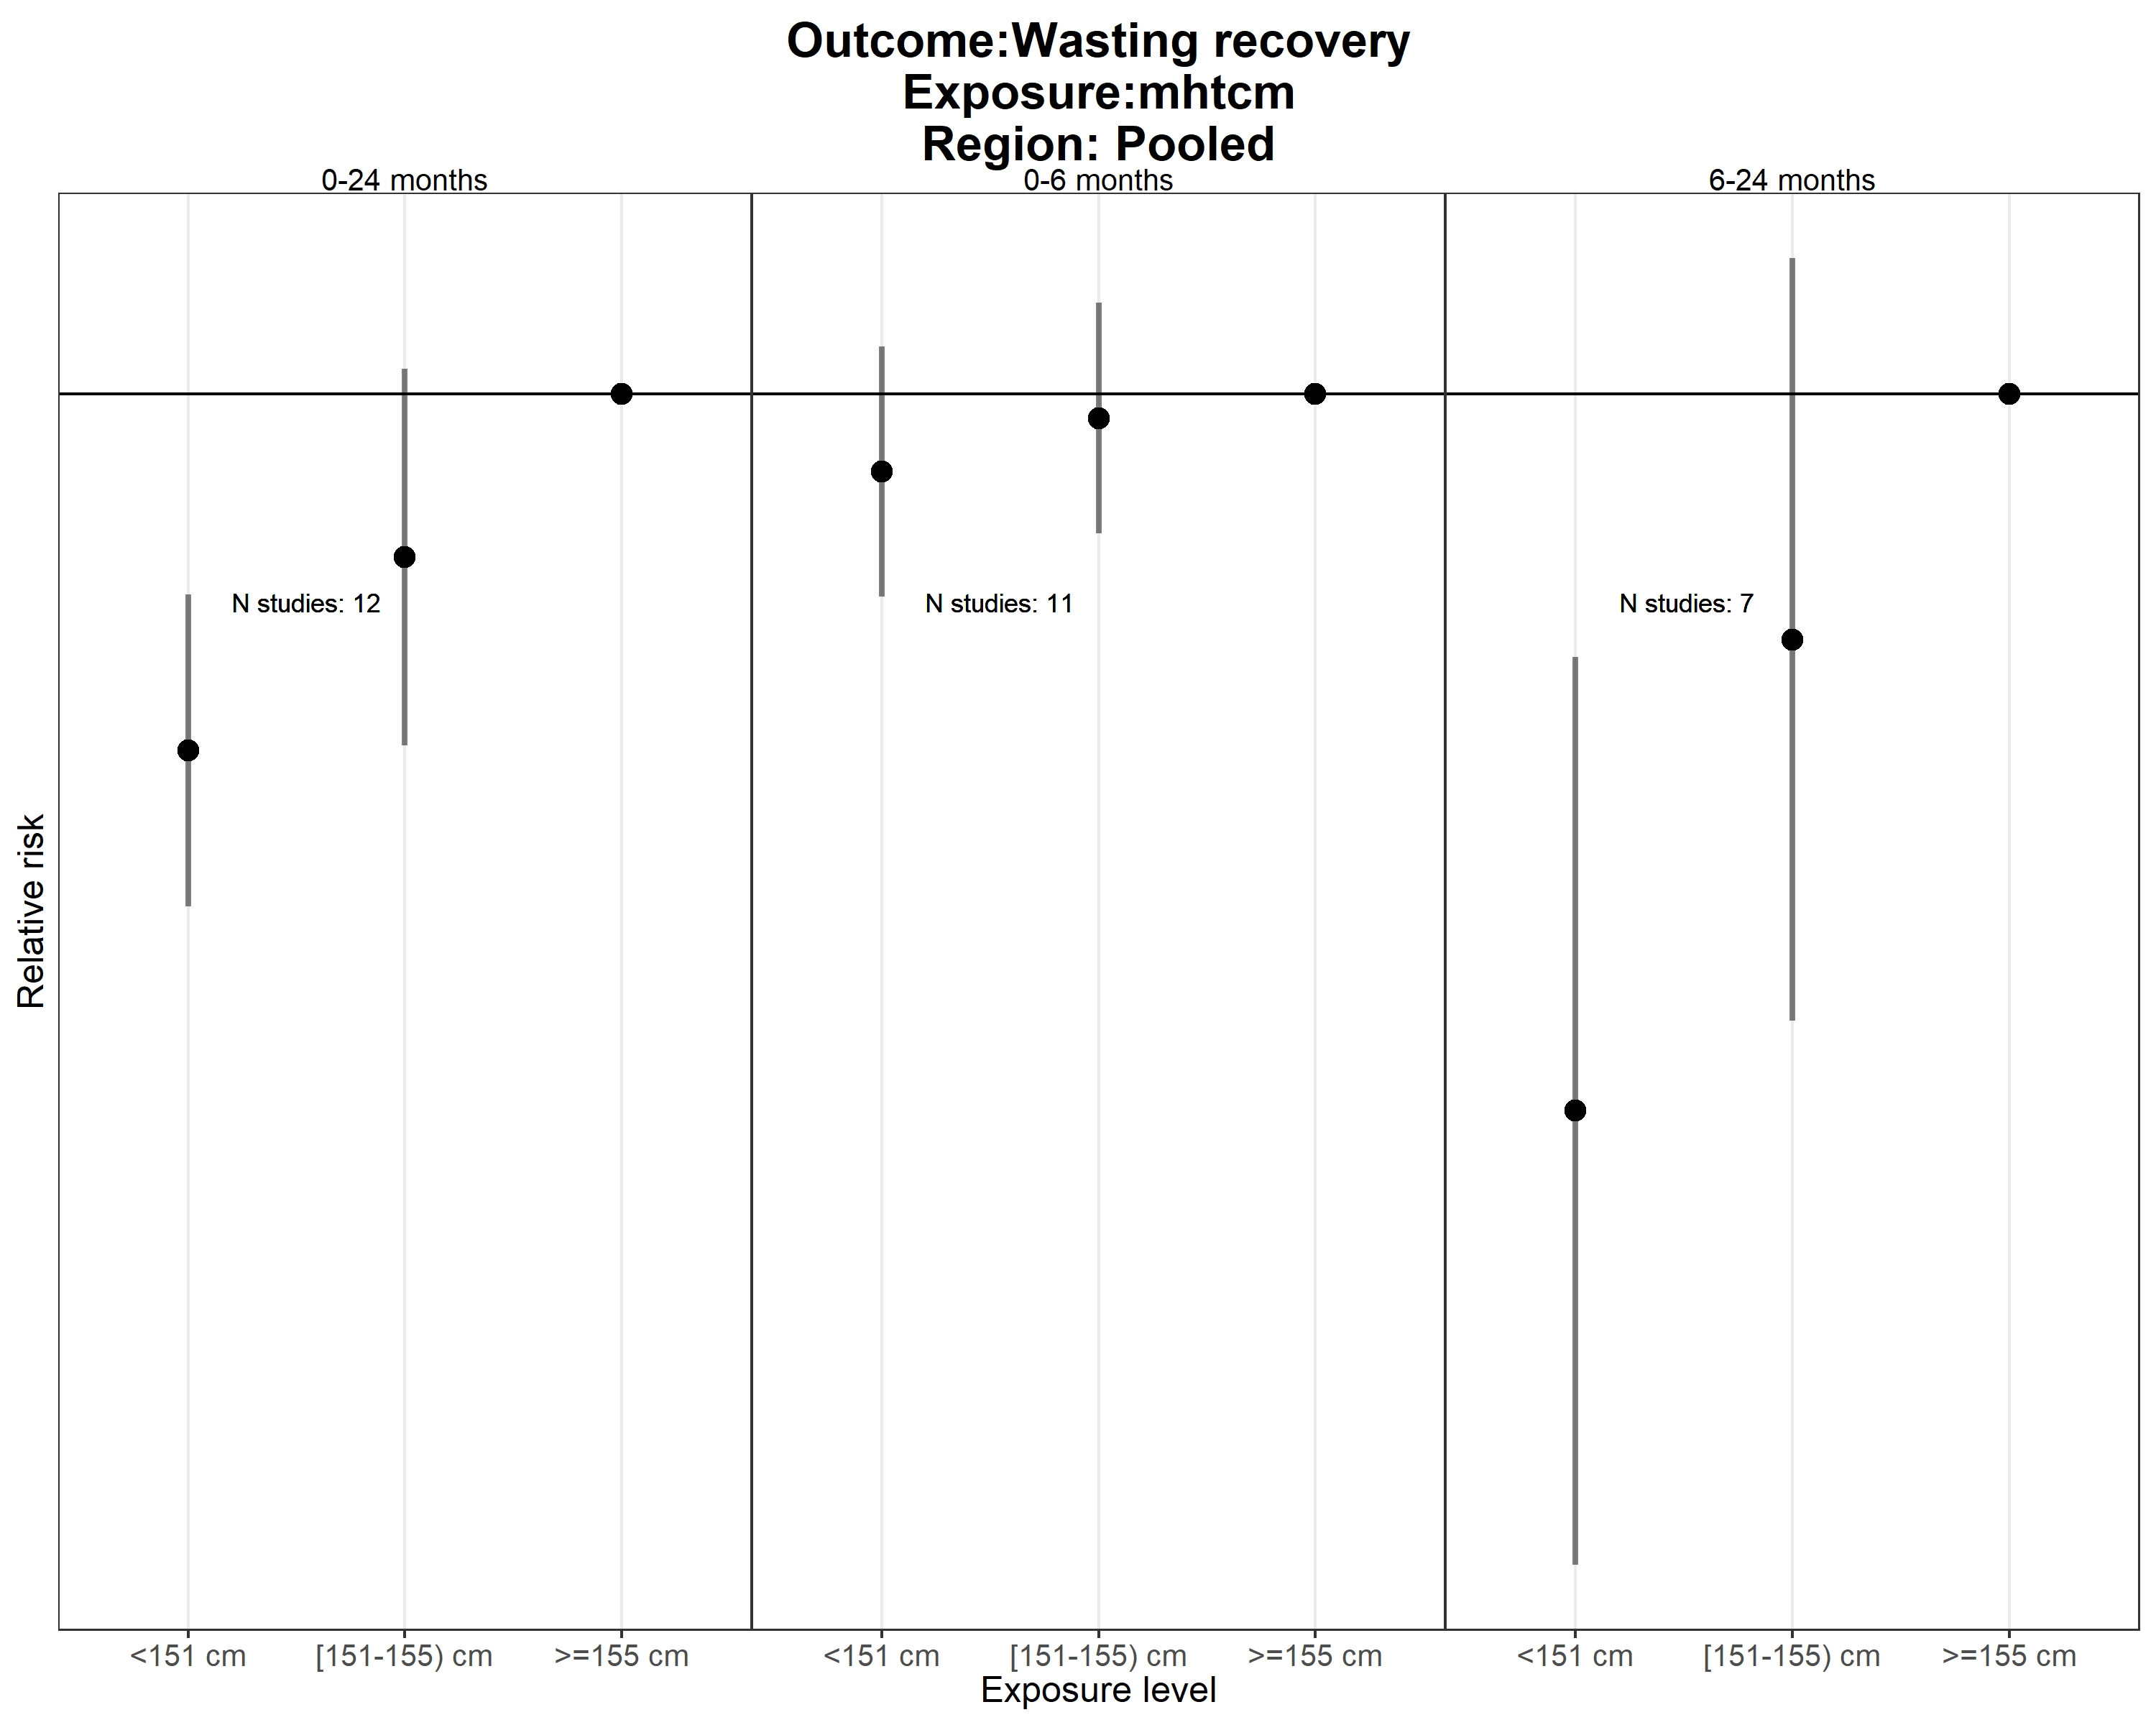 Outcome:Wasting recovery
Exposure:mhtcm
Region: Pooled
0-24 months
0-6 months
6-24 months
N studies: 12
N studies: 11
N studies: 7
Relative risk
<151 cm
[151-155) cm
>=155 cm
<151 cm
[151-155) cm
>=155 cm
<151 cm
[151-155) cm
>=155 cm
Exposure level